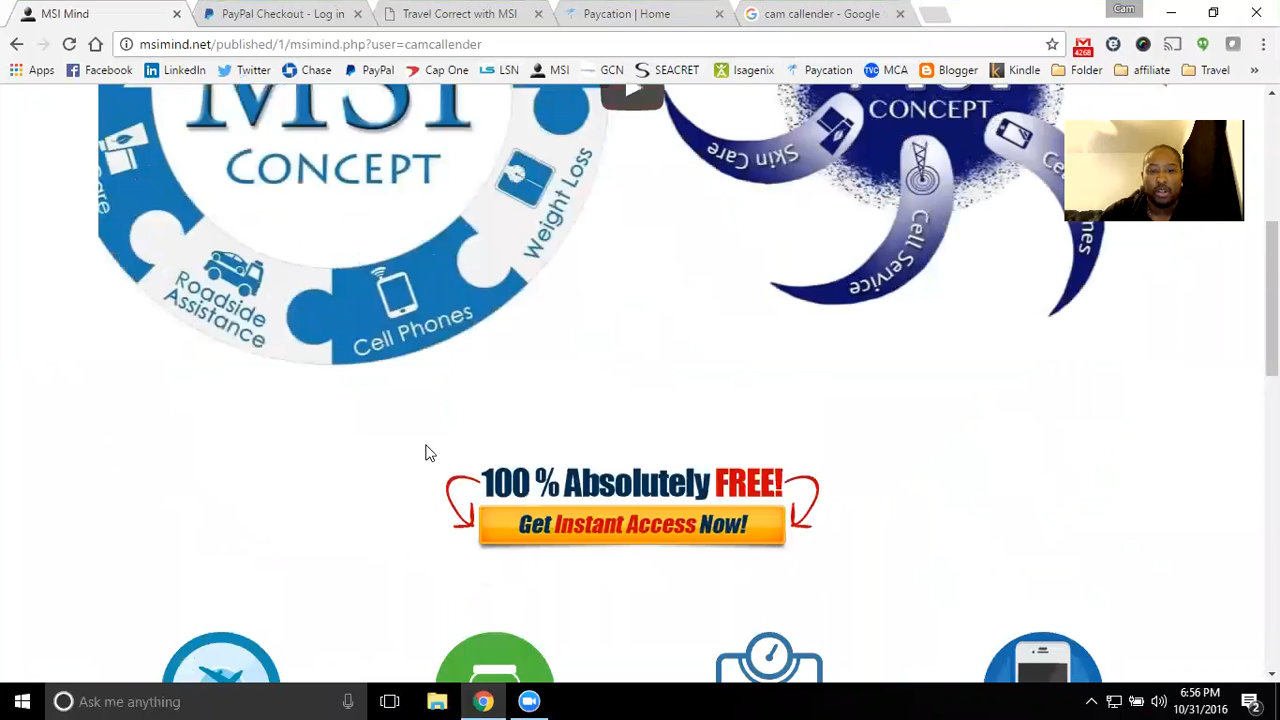 MSI Mind
PayPal Checkout - Log in
Travel Correct with MSI
Paycation | Home
cam callender - Google
Cam
msimind.net/published/1/msimind.php?user=camcallender
4268
Apps
Facebook
LinkedIn
Twitter
Chase
PayPal
Cap One
LSN
MSI
GCN
SEACRET
Isagenix
Paycation
MCA
Blogger
Kindle
Folder
affiliate
Travel
»
MSI
CONCEPT
Weight Loss
Roadside
Assistance
Cell Phones
CONCEPT
Skin Care
Cell Service
100 % Absolutely FREE!
Get Instant Access Now!
Ask me anything
6:56 PM
10/31/2016
2